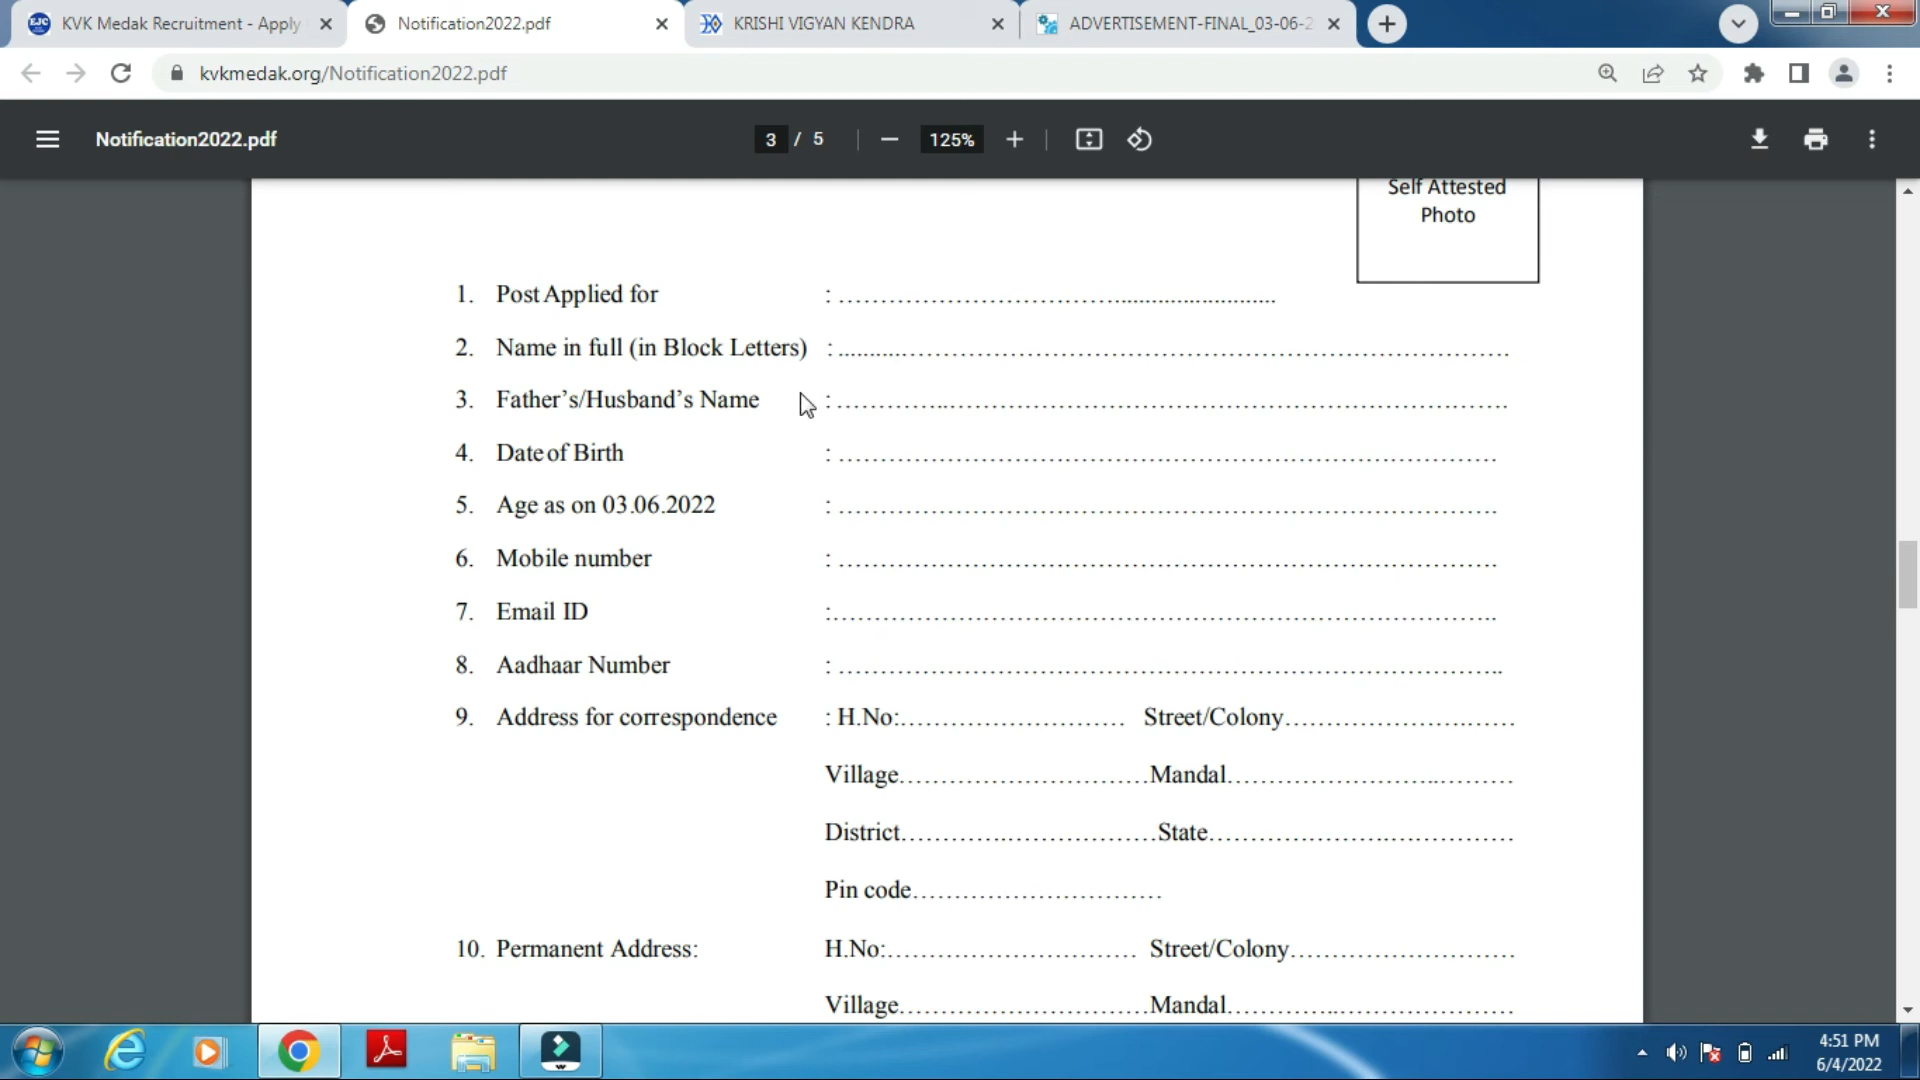 KVK Medak Recruitment - Apply
Notification2022.pdf
KRISHI VIGYAN KENDRA
ADVERTISEMENT-FINAL_03-06-2
kvkmedak.org/Notification2022.pdf
Notification2022.pdf
3 / 5
125%
Self Attested
Photo
1. Post Applied for : ……………………………......................
2. Name in full (in Block Letters) : ..........…………………………………………………………….
3. Father's/Husband's Name : …………..………………………………………………………….
4. Date of Birth : …………………………………………………………………
5. Age as on 03.06.2022 : ………………………………………………………………….
6. Mobile number : ………………………………………………………………….
7. Email ID :…………………………………………………………………..
8. Aadhaar Number : …………………………………………………………………..
9. Address for correspondence : H.No:……………………… Street/Colony………………………
Village…………………………Mandal……………………..………
District…………………………State………………………………
Pin code…………………………
10. Permanent Address: H.No:………………………… Street/Colony………………………
Village…………………………Mandal…………..…………………
4:51 PM
6/4/2022